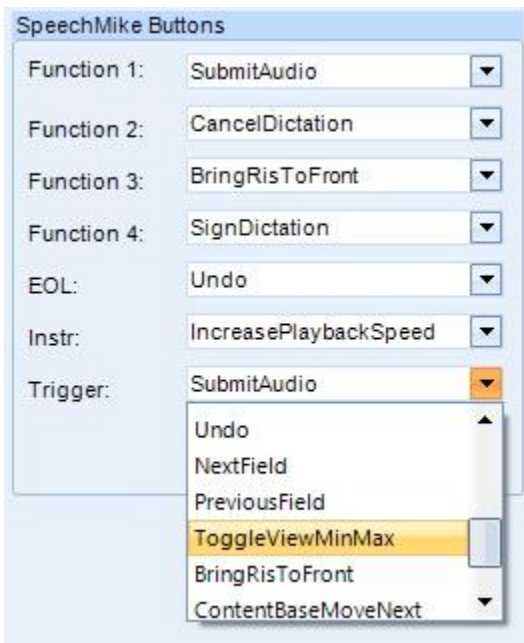 SpeechMike Buttons
Function 1: SubmitAudio
Function 2: CancelDictation
Function 3: BringRisToFront
Function 4: SignDictation
EOL: Undo
Instr: IncreasePlaybackSpeed
Trigger: SubmitAudio
Undo
NextField
PreviousField
ToggleViewMinMax
BringRisToFront
ContentBaseMoveNext